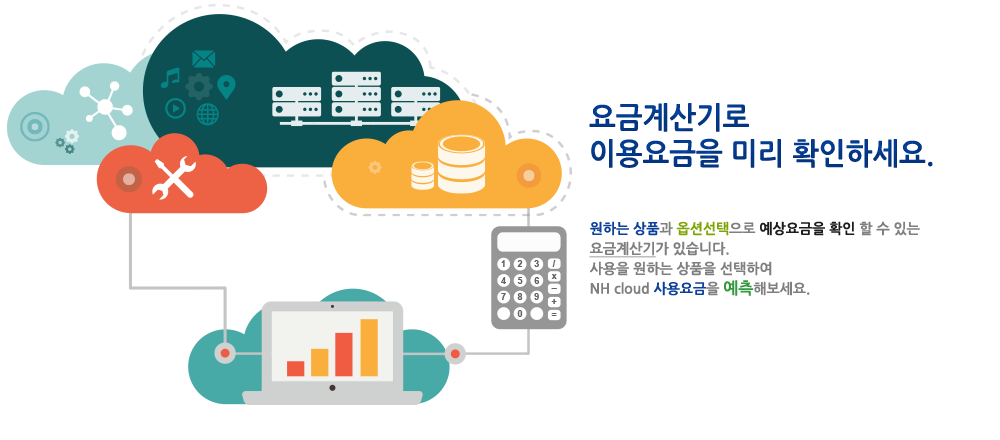 요금계산기로
이용요금을 미리 확인하세요.
원하는 상품과 옵션선택으로 예상요금을 확인 할 수 있는
요금계산기가 있습니다.
사용을 원하는 상품을 선택하여
NH cloud 사용요금을 예측해보세요.
1 2 3 /
4 5 6 x
7 8 9 −
0 +
=